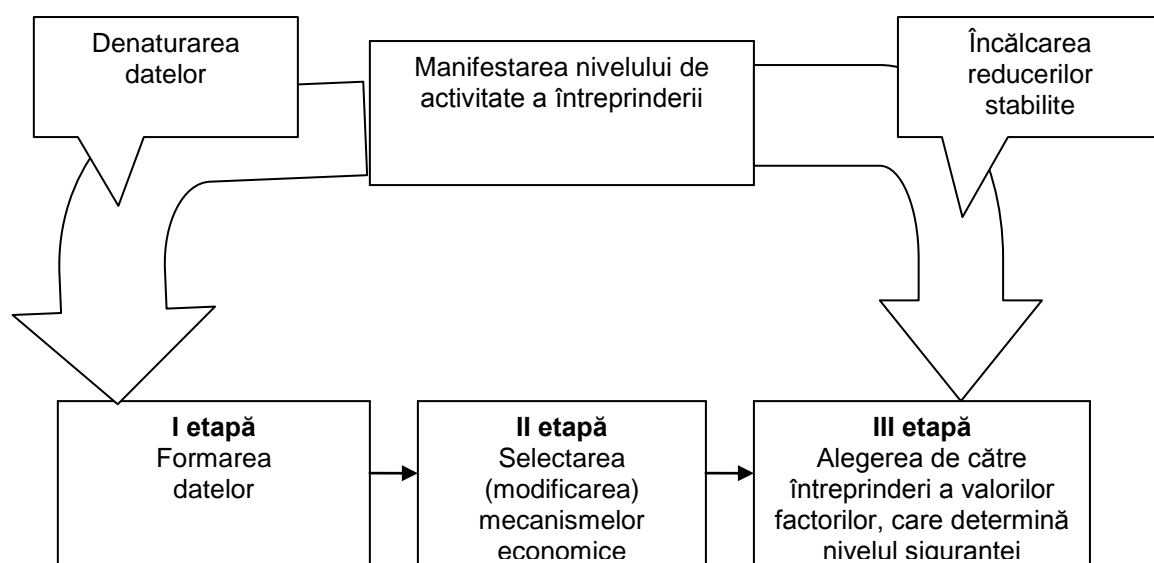 Denaturarea
datelor
Manifestarea nivelului de
activitate a întreprinderii
Încălcarea
reducerilor
stabilite
I etapă
Formarea
datelor
II etapă
Selectarea
(modificarea)
mecanismelor
economice
III etapă
Alegerea de către
întreprinderi a valorilor
factorilor, care determină
nivelul siguranței